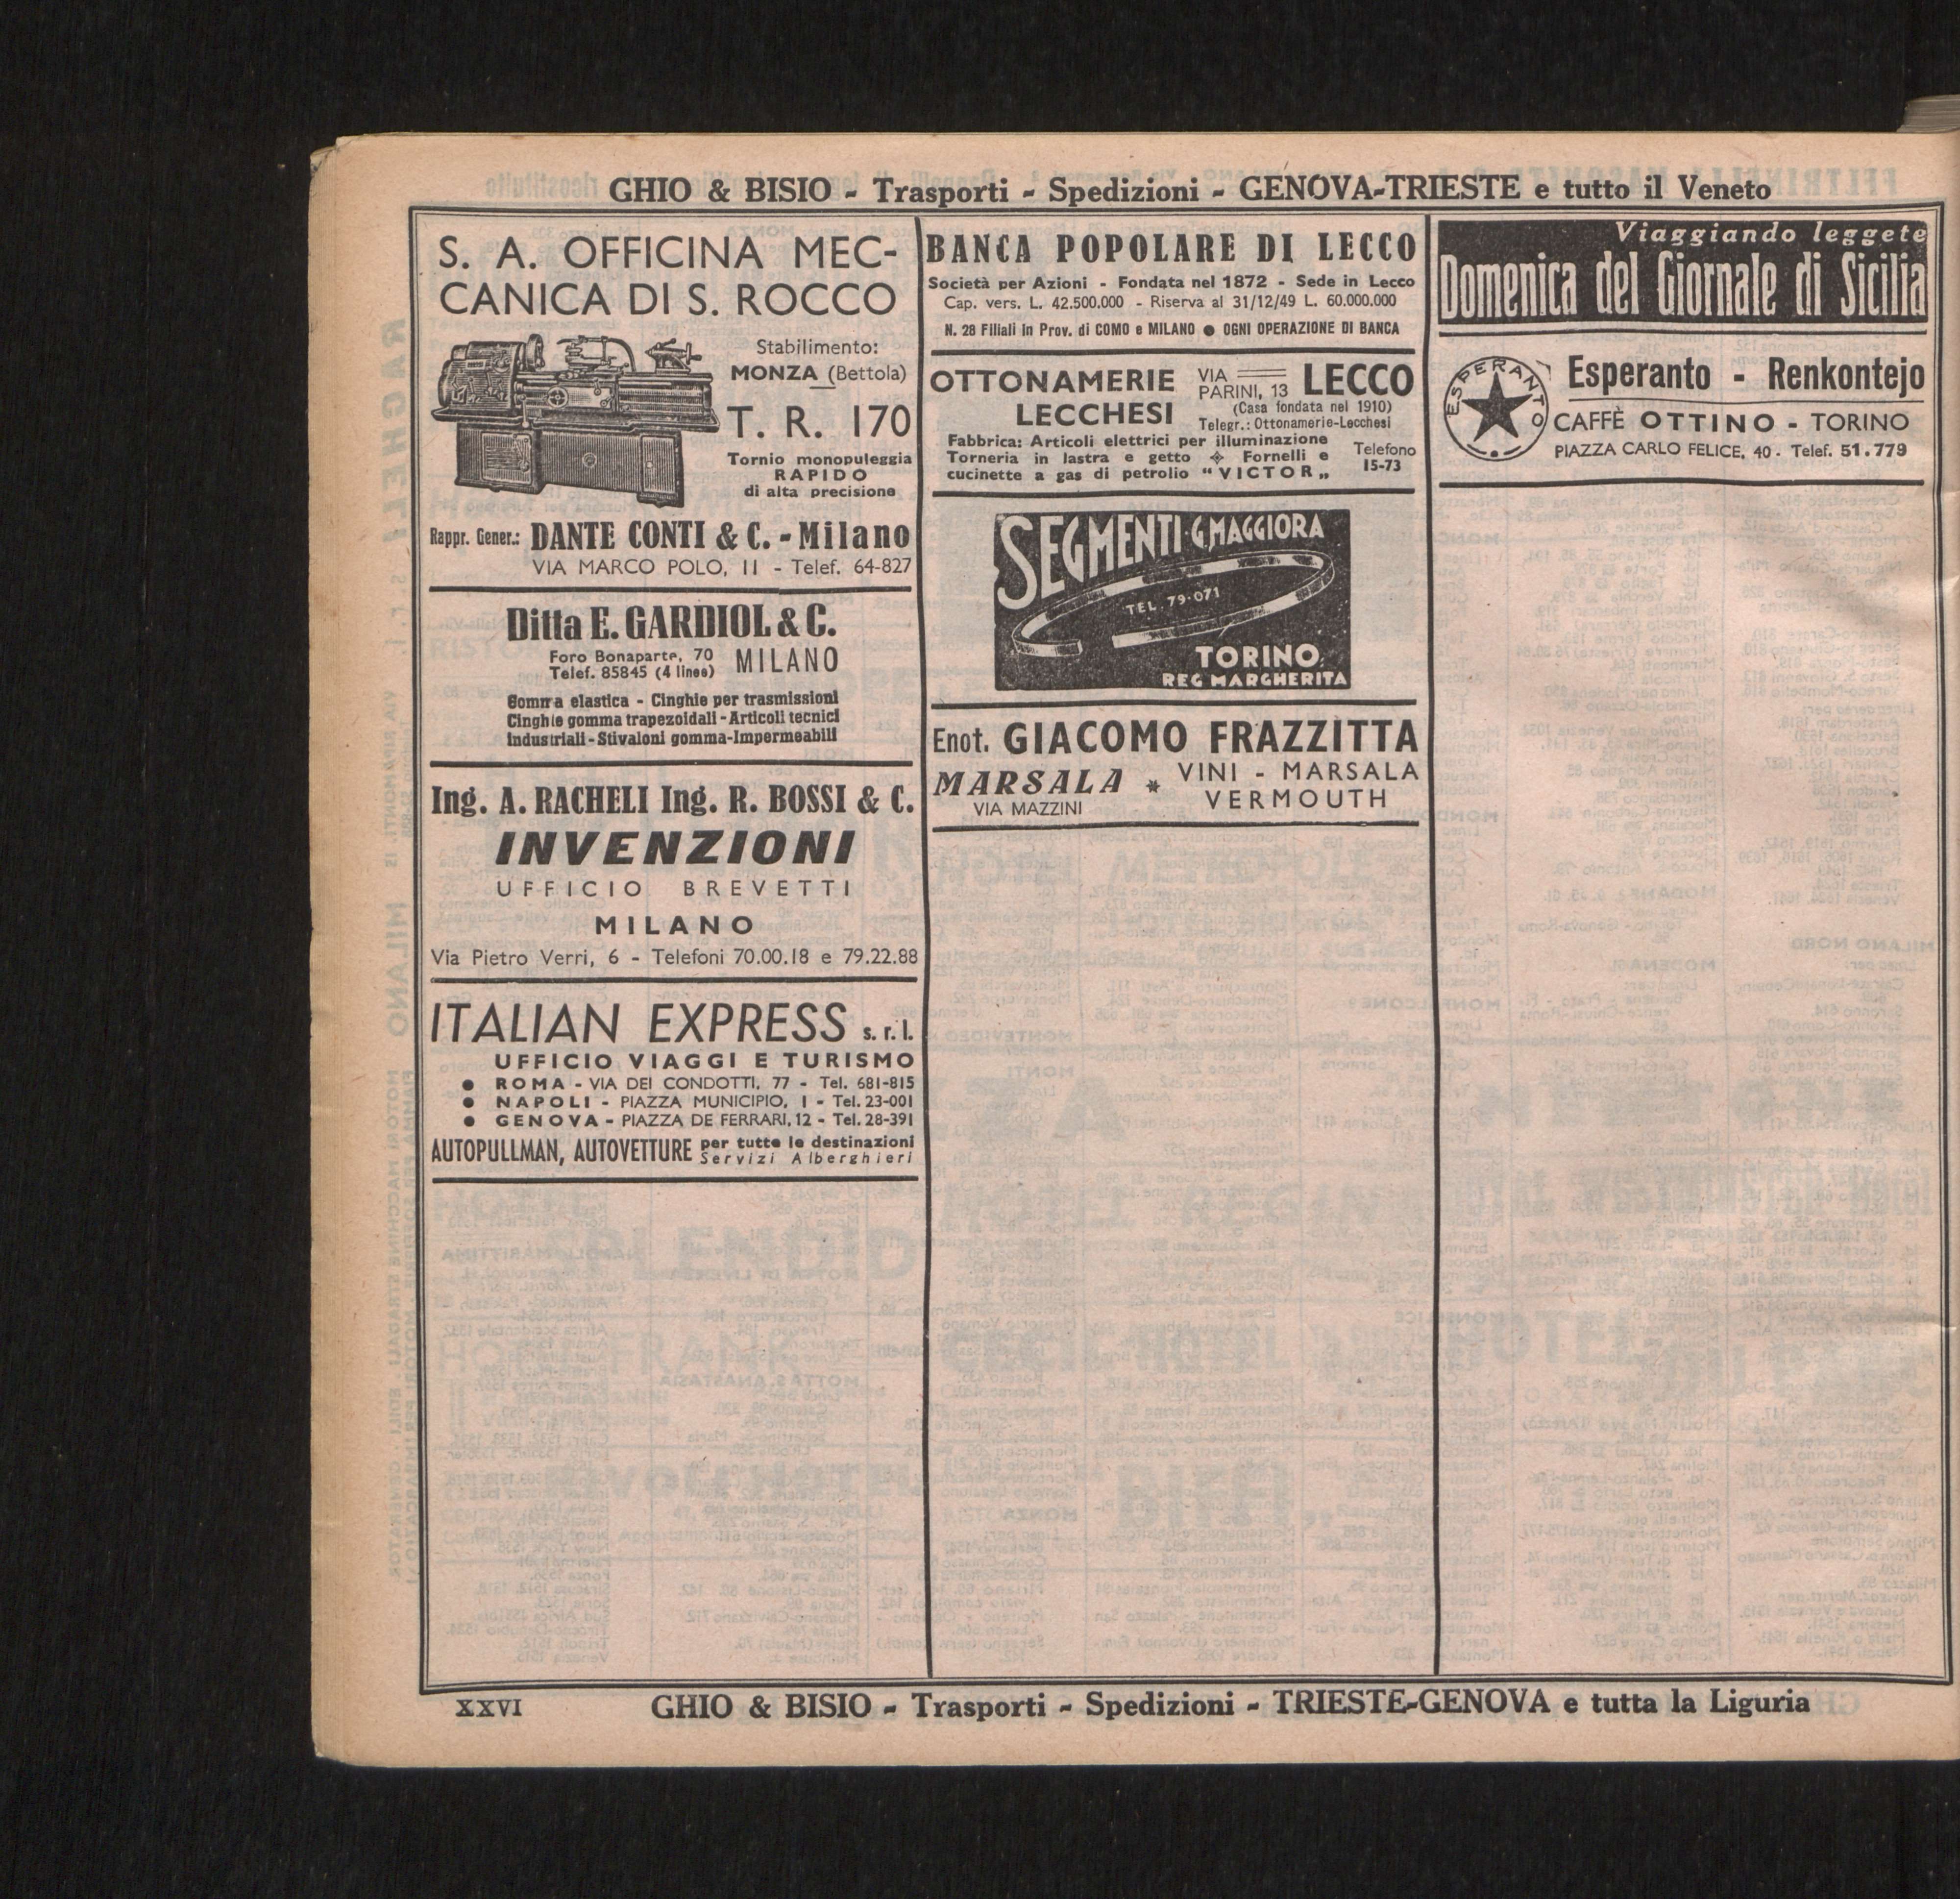 GHIO & BISIO - Trasporti - Spedizioni - GENOVA-TRIESTE e tutto il Veneto
S. A. OFFICINA MEC-
CANICA DI S. ROCCO
Stabilimento:
MONZA (Bettola)
T. R. 170
Tornio monopuleggia
RAPIDO
di alta precisione
Rappr. Gener.: DANTE CONTI & C. - Milano
VIA MARCO POLO, 11 - Telef. 64-827
Ditta E. GARDIOL & C.
Foro Bonaparte, 70 MILANO
Telef. 85845 (4 linee)
Gomma elastica - Cinghie per trasmissioni
Cinghie gomma trapezoidali - Articoli tecnici
industriali - Stivaloni gomma-Impermeabili
Ing. A. RACHELI Ing. R. BOSSI & C.
INVENZIONI
UFFICIO BREVETTI
MILANO
Via Pietro Verri, 6 - Telefoni 70.00.18 e 79.22.88
ITALIAN EXPRESS s. r. l.
UFFICIO VIAGGI E TURISMO
● ROMA - VIA DEI CONDOTTI, 77 - Tel. 681-815
● NAPOLI - PIAZZA MUNICIPIO, 1 - Tel. 23-001
● GENOVA - PIAZZA DE FERRARI, 12 - Tel. 28-391
AUTOPULLMAN, AUTOVETTURE per tutte le destinazioni
Servizi Alberghieri
BANCA POPOLARE DI LECCO
Società per Azioni - Fondata nel 1872 - Sede in Lecco
Cap. vers. L. 42.500.000 - Riserva al 31/12/49 L. 60.000.000
N. 28 Filiali in Prov. di COMO e MILANO ● OGNI OPERAZIONE DI BANCA
OTTONAMERIE LECCHESI
VIA PARINI, 13 LECCO
(Casa fondata nel 1910)
Telegr.: Ottonamerie-Lecchesi
Fabbrica: Articoli elettrici per illuminazione
Torneria in lastra e getto ✧ Fornelli e
cucinette a gas di petrolio "VICTOR„
Telefono
15-73
SEGMENTI G. MAGGIORA
TEL. 79-071
TORINO
REG MARGHERITA
Enot. GIACOMO FRAZZITTA
MARSALA * VINI - MARSALA
VIA MAZZINI VERMOUTH
Viaggiando leggete
Domenica del Giornale di Sicilia
ESPERANTO
Esperanto - Renkontejo
CAFFÈ OTTINO - TORINO
PIAZZA CARLO FELICE, 40 - Telef. 51.779
XXVI
GHIO & BISIO - Trasporti - Spedizioni - TRIESTE-GENOVA e tutta la Liguria